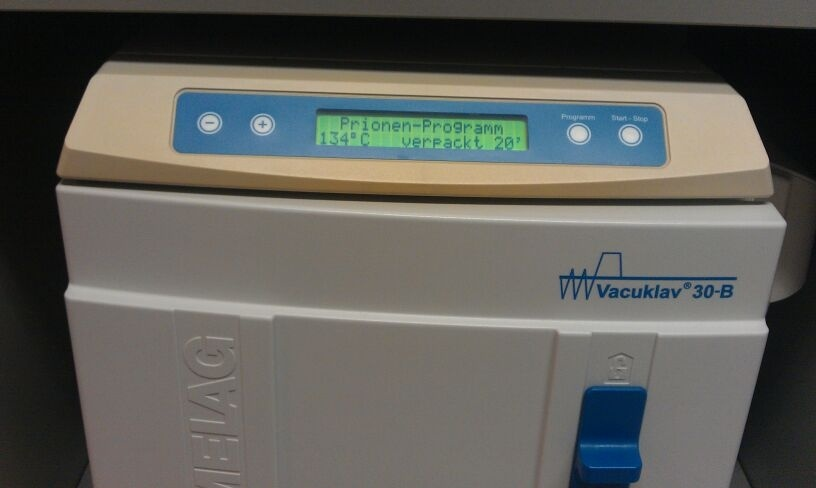 Programm
Start - Stop
Prionen-Programm
134°C verpackt 20'
Vacuklav® 30-B
MELAG